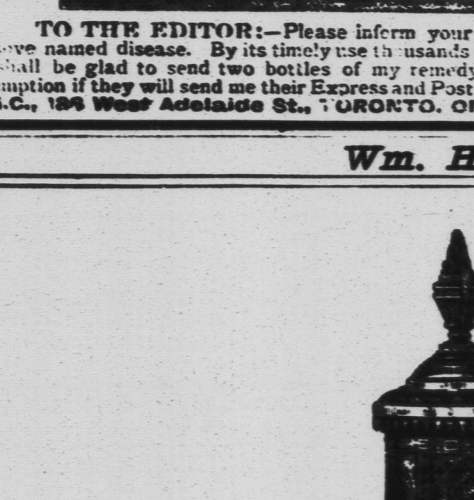 TO THE EDITOR:—Please inform your
ve named disease. By its timely use thousands
shall be glad to send two bottles of my remedy
mption if they will send me their Express and Post
.C., 186 West Adelaide St., TORONTO, O
Wm. H